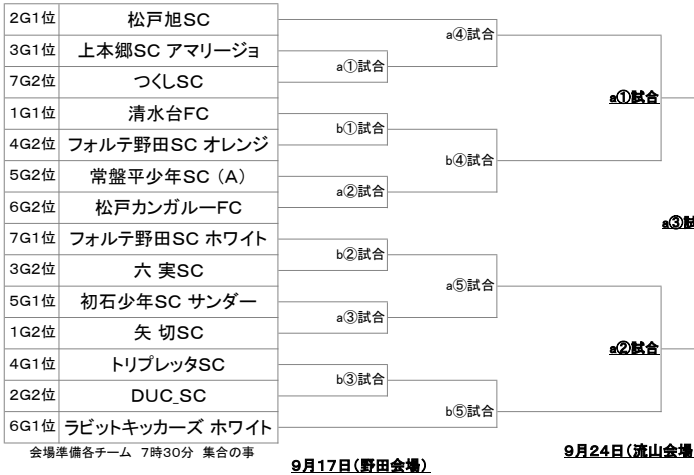 2G1位 松戸旭SC
a④試合
3G1位 上本郷SC アマリージョ
a①試合
7G2位 つくしSC
a①試合
1G1位 清水台FC
b①試合
4G2位 フォルテ野田SC オレンジ
b④試合
5G2位 常盤平少年SC (A)
a②試合
6G2位 松戸カンガルーFC
a③試
7G1位 フォルテ野田SC ホワイト
b②試合
3G2位 六 実SC
a⑤試合
5G1位 初石少年SC サンダー
a③試合
1G2位 矢 切SC
a②試合
4G1位 トリプレッタSC
b③試合
2G2位 DUC_SC
b⑤試合
6G1位 ラビットキッカーズ ホワイト
会場準備各チーム 7時30分 集合の事
9月17日(野田会場)
9月24日(流山会場